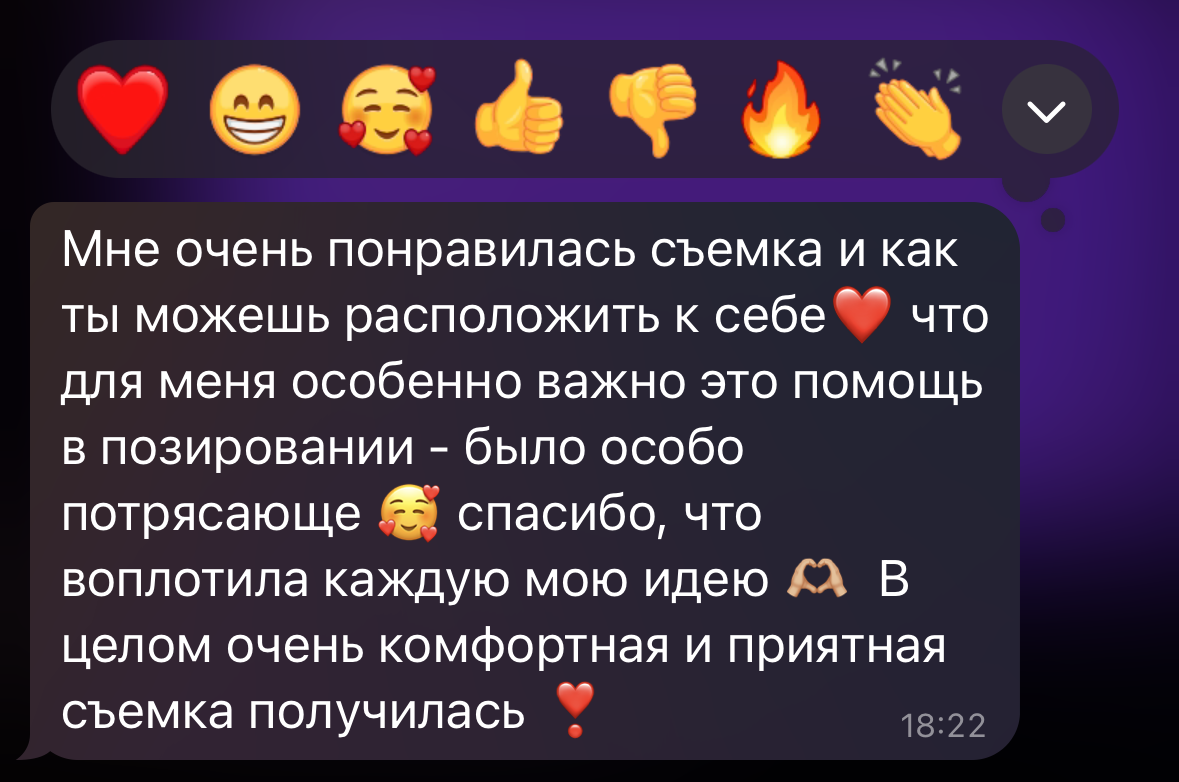 Мне очень понравилась съемка и как
ты можешь расположить к себе❤️ что
для меня особенно важно это помощь
в позировании - было особо
потрясающе 🥰 спасибо, что
воплотила каждую мою идею 🫶🏼 В
целом очень комфортная и приятная
съемка получилась ❣️
18:22